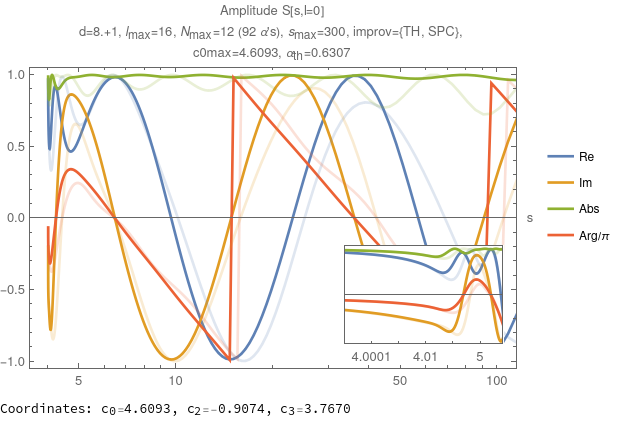 Amplitude S[s,l=0]
d=8.+1, lmax=16, Nmax=12 (92 α's), smax=300, improv={TH, SPC},
c0max=4.6093, αth=0.6307
1.0
0.5
0.0
−0.5
−1.0
5
10
50
100
s
4.0001
4.01
5
Re
Im
Abs
Arg/π
Coordinates: c0=4.6093, c2=−0.9074, c3=3.7670